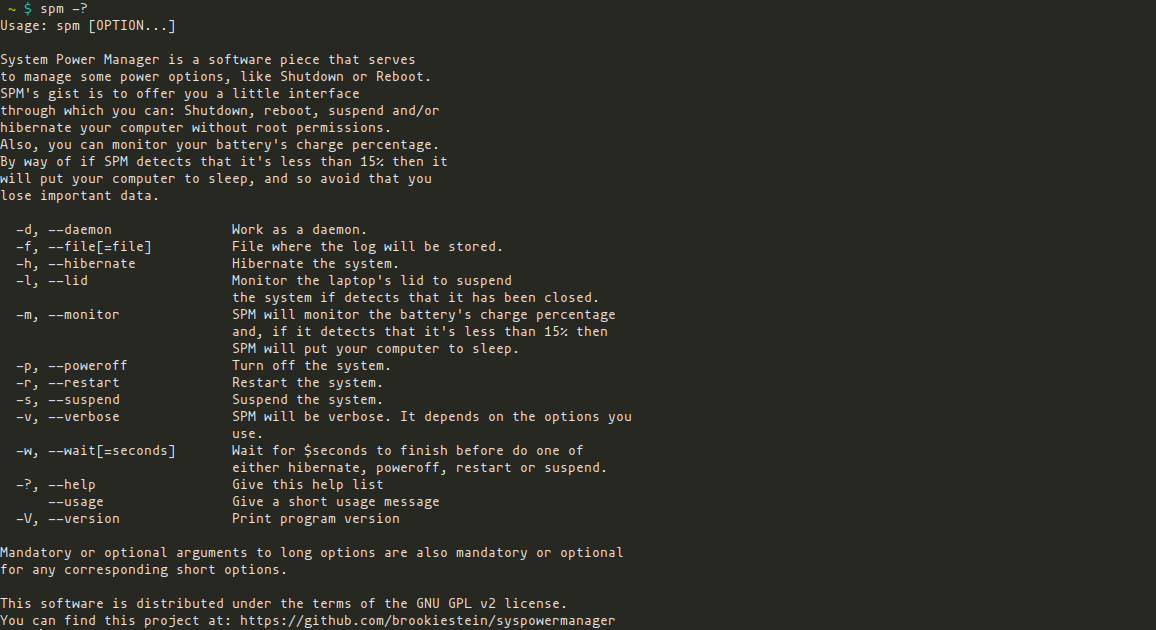 ~ $ spm -?
Usage: spm [OPTION...]

System Power Manager is a software piece that serves
to manage some power options, like Shutdown or Reboot.
SPM's gist is to offer you a little interface
through which you can: Shutdown, reboot, suspend and/or
hibernate your computer without root permissions.
Also, you can monitor your battery's charge percentage.
By way of if SPM detects that it's less than 15% then it
will put your computer to sleep, and so avoid that you
lose important data.

  -d, --daemon               Work as a daemon.
  -f, --file[=file]          File where the log will be stored.
  -h, --hibernate            Hibernate the system.
  -l, --lid                  Monitor the laptop's lid to suspend
                             the system if detects that it has been closed.
  -m, --monitor              SPM will monitor the battery's charge percentage
                             and, if it detects that it's less than 15% then
                             SPM will put your computer to sleep.
  -p, --poweroff             Turn off the system.
  -r, --restart              Restart the system.
  -s, --suspend              Suspend the system.
  -v, --verbose              SPM will be verbose. It depends on the options you
                             use.
  -w, --wait[=seconds]       Wait for $seconds to finish before do one of
                             either hibernate, poweroff, restart or suspend.
  -?, --help                 Give this help list
      --usage                Give a short usage message
  -V, --version              Print program version

Mandatory or optional arguments to long options are also mandatory or optional
for any corresponding short options.

This software is distributed under the terms of the GNU GPL v2 license.
You can find this project at: https://github.com/brookiestein/syspowermanager